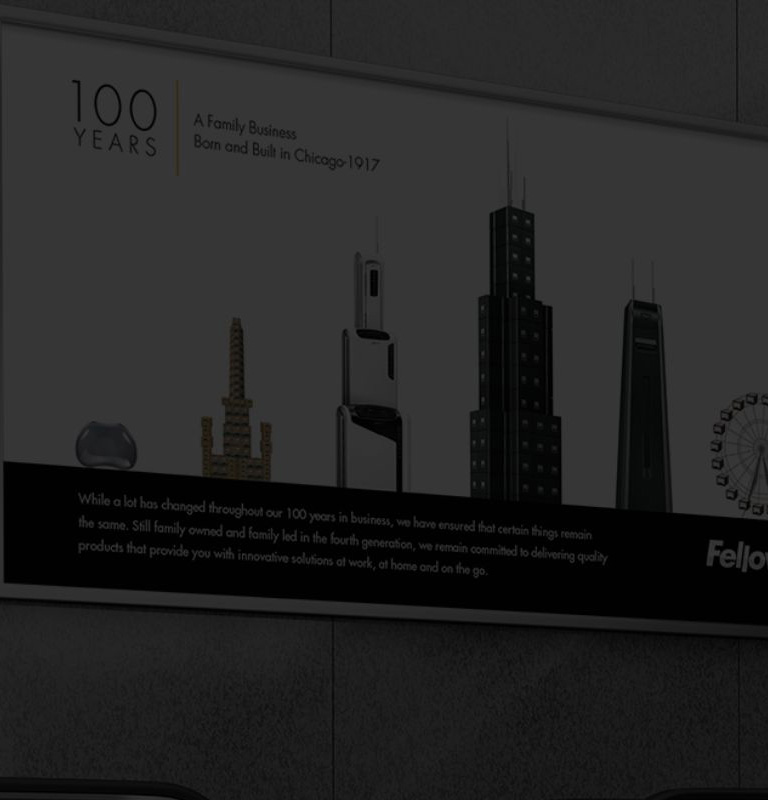 100
YEARS
A Family Business
Born and Built in Chicago-1917
While a lot has changed throughout our 100 years in business, we have ensured that certain things remain
the same. Still family owned and family led in the fourth generation, we remain committed to delivering quality
products that provide you with innovative solutions at work, at home and on the go.